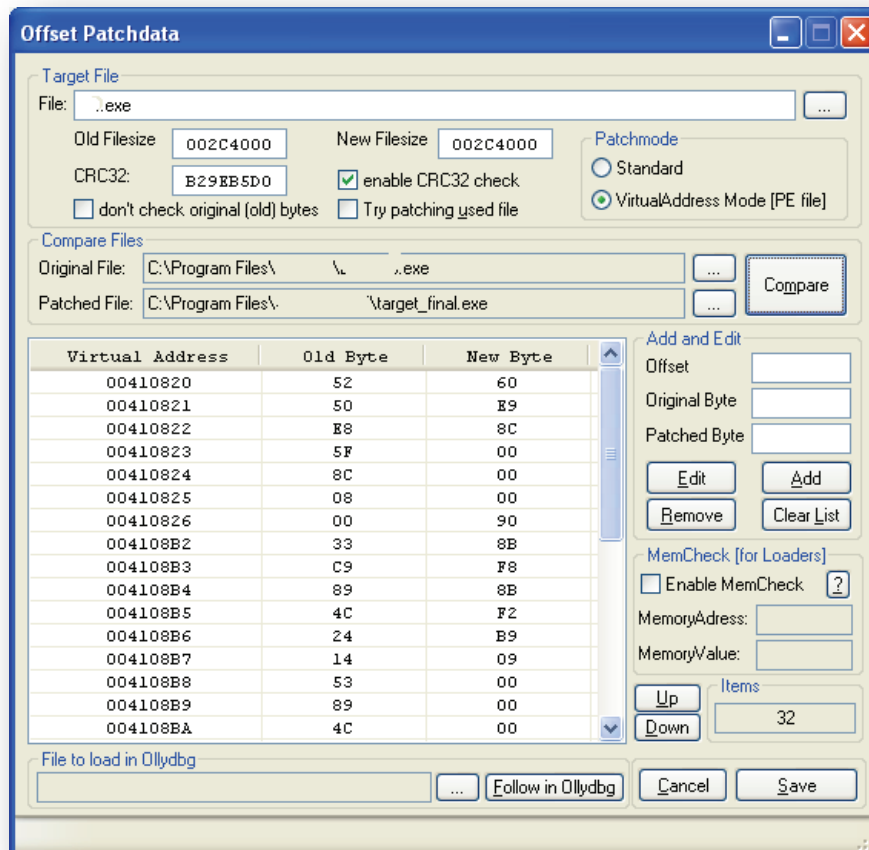 Offset Patchdata
Target File
File: .exe ...
Old Filesize 002C4000 New Filesize 002C4000 Patchmode
Standard
CRC32: B29EB5D0 enable CRC32 check
VirtualAddress Mode [PE file]
don't check original (old) bytes Try patching used file
Compare Files
Original File: C:\Program Files\ \ .exe ...
Compare
Patched File: C:\Program Files\ \target_final.exe ...
Virtual Address Old Byte New Byte
00410820 52 60
00410821 50 E9
00410822 E8 8C
00410823 5F 00
00410824 8C 00
00410825 08 00
00410826 00 90
004108B2 33 8B
004108B3 C9 F8
004108B4 89 8B
004108B5 4C F2
004108B6 24 B9
004108B7 14 09
004108B8 53 00
004108B9 89 00
004108BA 4C 00
Add and Edit
Offset
Original Byte
Patched Byte
Edit Add
Remove Clear List
MemCheck [for Loaders]
Enable MemCheck ?
MemoryAdress:
MemoryValue:
Up Items
Down 32
File to load in Ollydbg
... Follow in Ollydbg Cancel Save